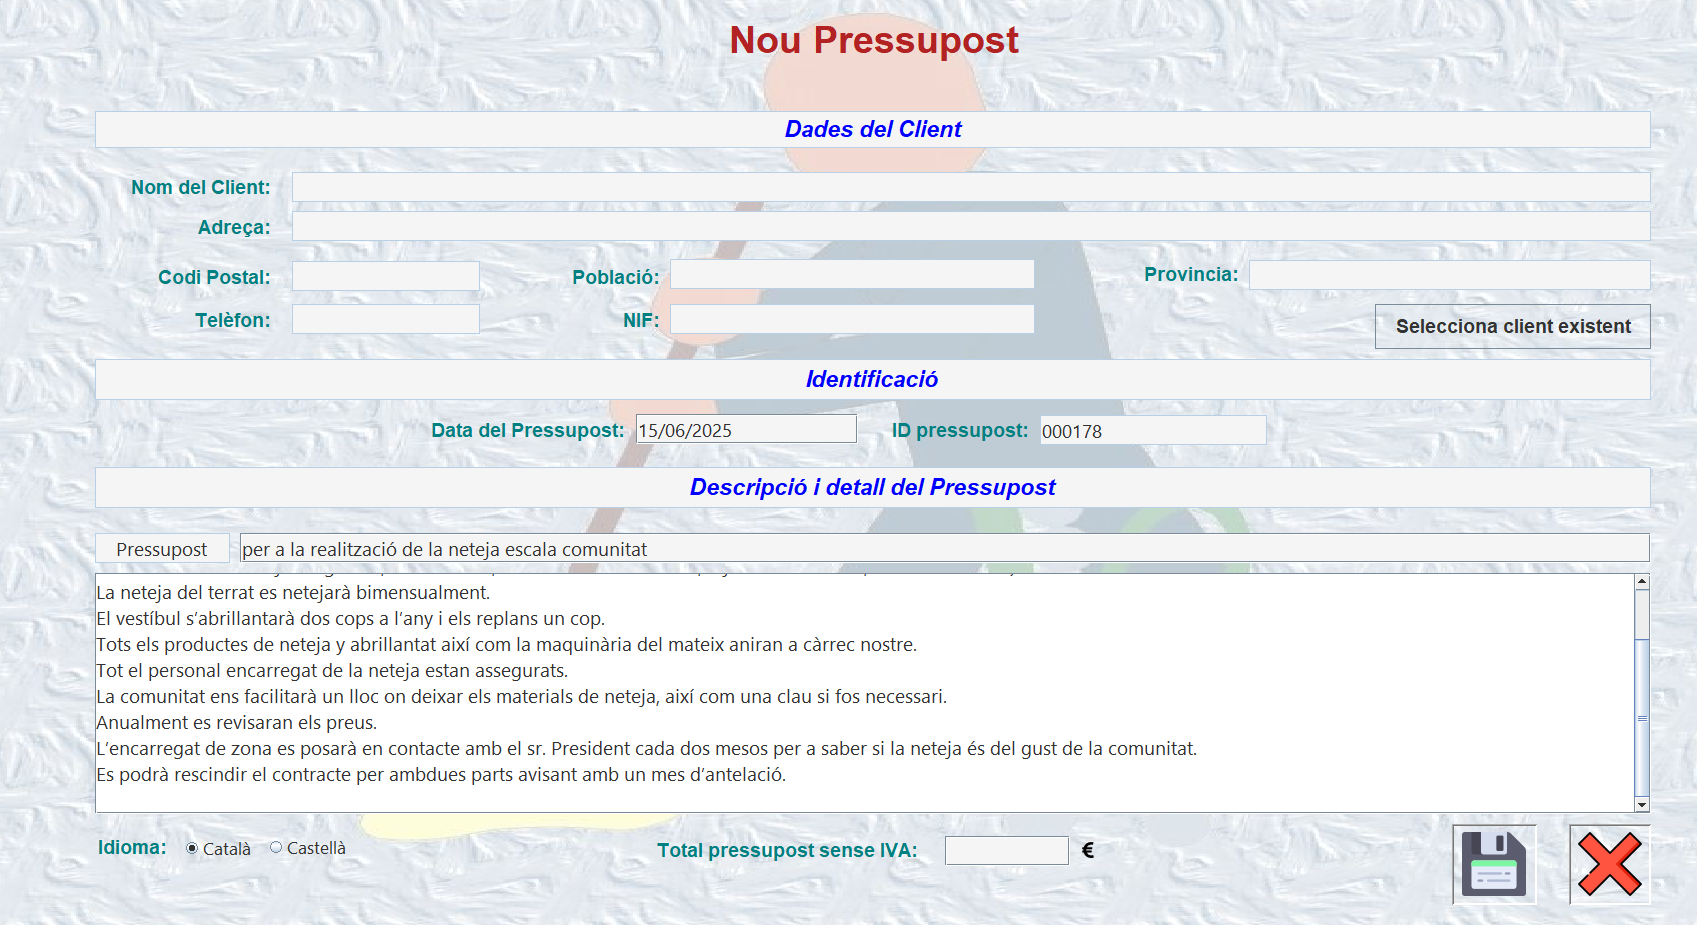 Nou Pressupost
Dades del Client
Nom del Client:
Adreça:
Codi Postal:
Població:
Provincia:
Telèfon:
NIF:
Selecciona client existent
Identificació
Data del Pressupost: 15/06/2025
ID pressupost: 000178
Descripció i detall del Pressupost
Pressupost
per a la realització de la neteja escala comunitat
La neteja del terrat es netejarà bimensualment.
El vestíbul s’abrillantarà dos cops a l’any i els replans un cop.
Tots els productes de neteja y abrillantat així com la maquinària del mateix aniran a càrrec nostre.
Tot el personal encarregat de la neteja estan assegurats.
La comunitat ens facilitarà un lloc on deixar els materials de neteja, així com una clau si fos necessari.
Anualment es revisaran els preus.
L’encarregat de zona es posarà en contacte amb el sr. President cada dos mesos per a saber si la neteja és del gust de la comunitat.
Es podrà rescindir el contracte per ambdues parts avisant amb un mes d’antelació.
Idioma: Català Castellà
Total pressupost sense IVA: €